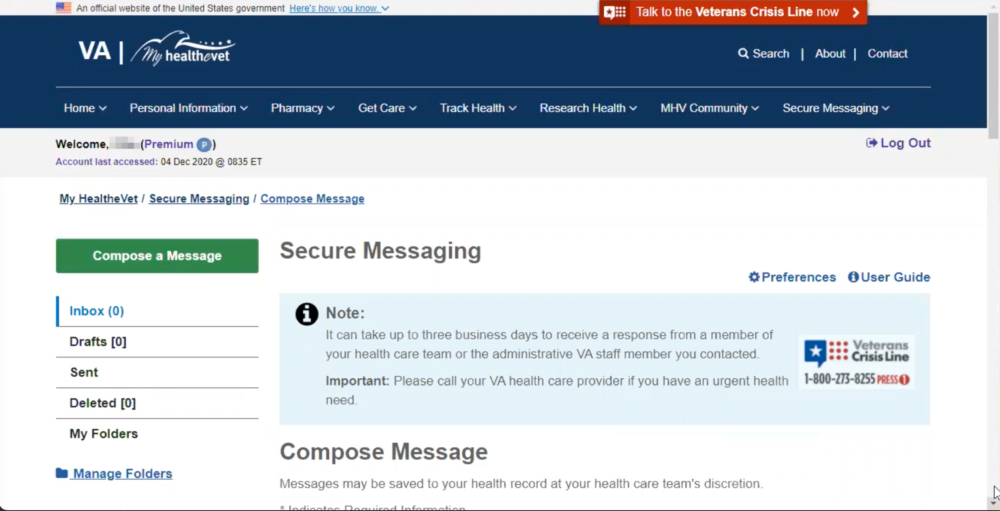 An official website of the United States government Here's how you know.
Talk to the Veterans Crisis Line now
VA | My healthevet
Search | About | Contact
Home Personal Information Pharmacy Get Care Track Health Research Health MHV Community Secure Messaging
Welcome, (Premium P)
Log Out
Account last accessed: 04 Dec 2020 @ 0835 ET
My HealtheVet / Secure Messaging / Compose Message
Compose a Message
Inbox (0)
Drafts [0]
Sent
Deleted [0]
My Folders
Manage Folders
Secure Messaging
Preferences User Guide
Note:
It can take up to three business days to receive a response from a member of
your health care team or the administrative VA staff member you contacted.
Important: Please call your VA health care provider if you have an urgent health
need.
Veterans
Crisis Line
1-800-273-8255 PRESS 1
Compose Message
Messages may be saved to your health record at your health care team's discretion.
* Indicates Required Information